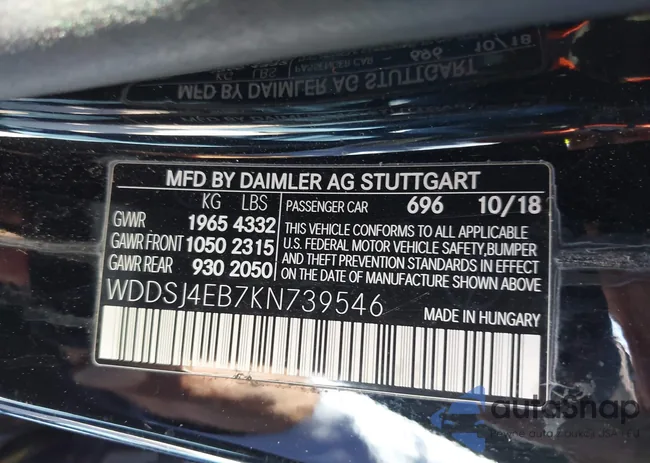 MFD BY DAIMLER AG STUTTGART
KG LBS
GVWR 1965 4332
GAWR FRONT 1050 2315
GAWR REAR 930 2050
PASSENGER CAR 696 10/18
THIS VEHICLE CONFORMS TO ALL APPLICABLE
U.S. FEDERAL MOTOR VEHICLE SAFETY, BUMPER
AND THEFT PREVENTION STANDARDS IN EFFECT
ON THE DATE OF MANUFACTURE SHOWN ABOVE
WDDSJ4EB7KN739546
MADE IN HUNGARY
autosnap